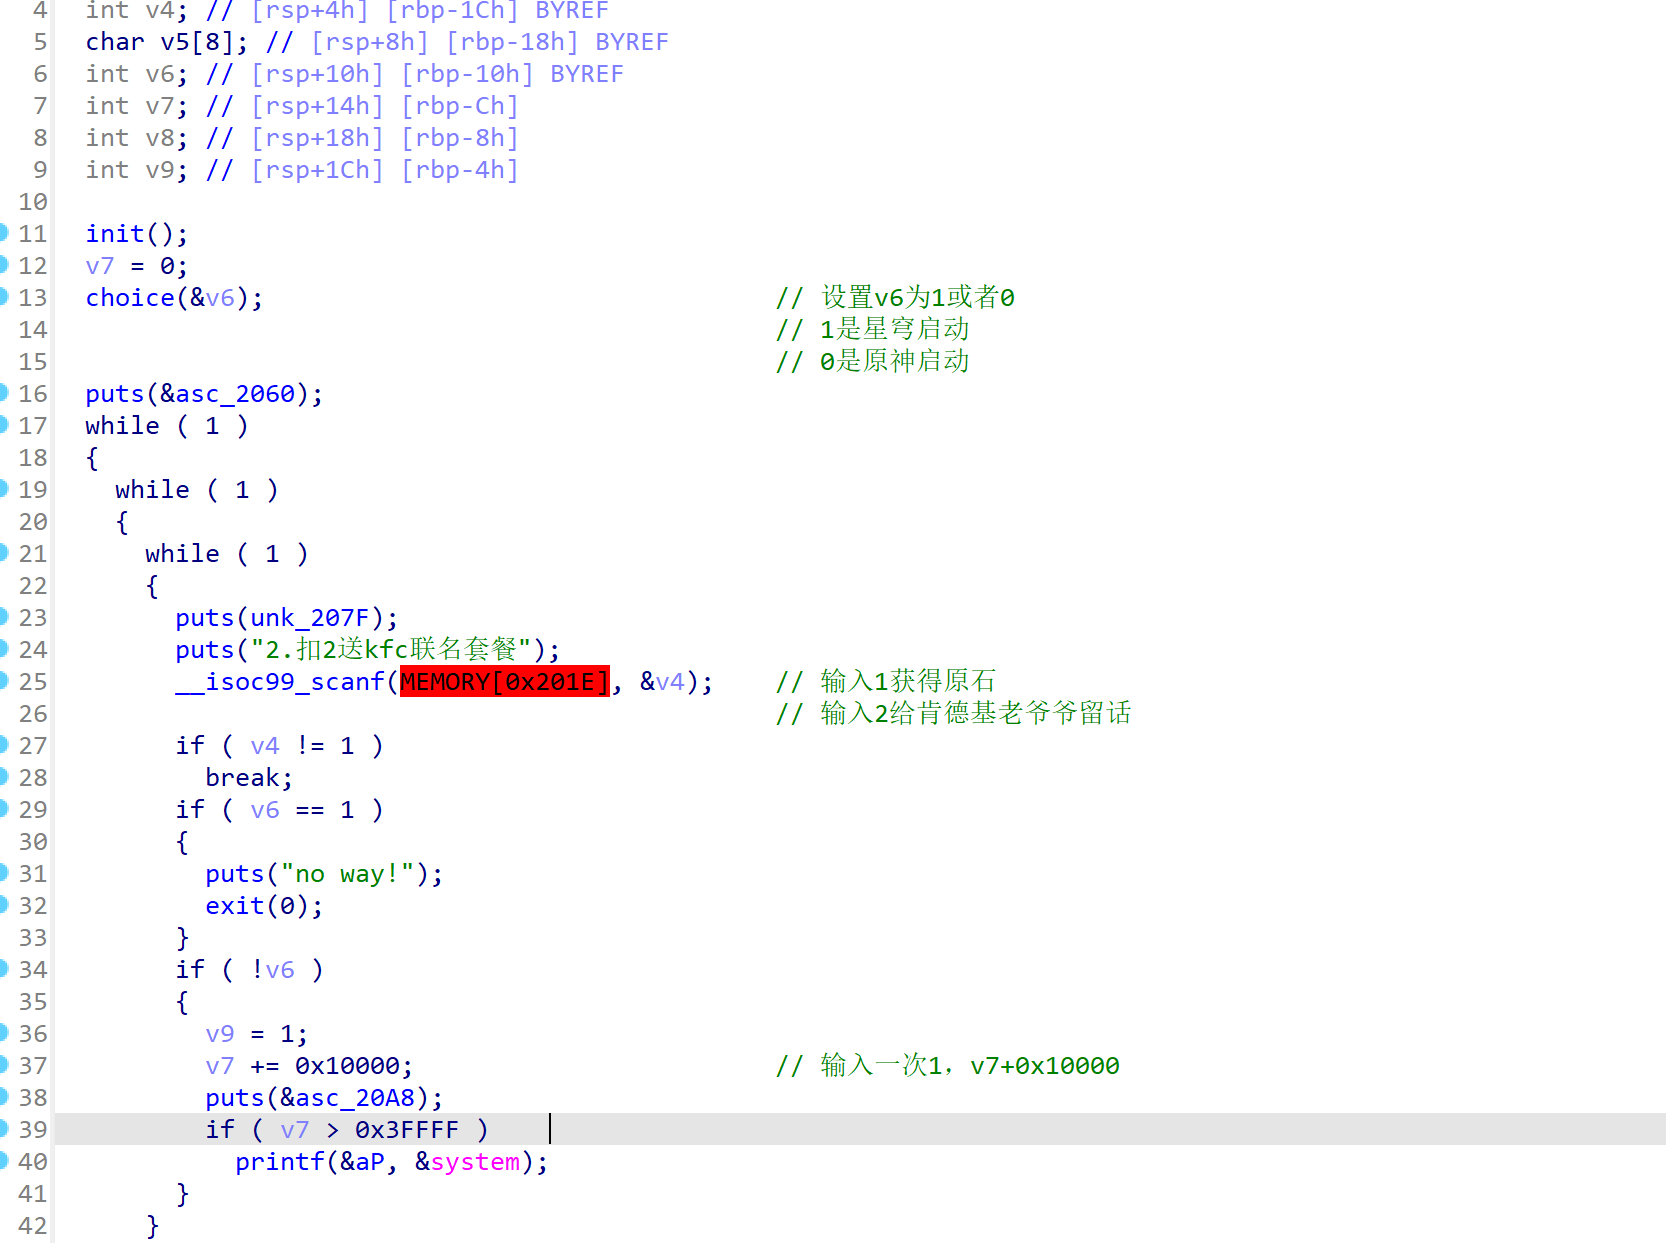 4 int v4; // [rsp+4h] [rbp-1Ch] BYREF
5 char v5[8]; // [rsp+8h] [rbp-18h] BYREF
6 int v6; // [rsp+10h] [rbp-10h] BYREF
7 int v7; // [rsp+14h] [rbp-Ch]
8 int v8; // [rsp+18h] [rbp-8h]
9 int v9; // [rsp+1Ch] [rbp-4h]
10
11 init();
12 v7 = 0;
13 choice(&v6); // 设置v6为1或者0
14 // 1是星穹启动
15 // 0是原神启动
16 puts(&asc_2060);
17 while ( 1 )
18 {
19 while ( 1 )
20 {
21 while ( 1 )
22 {
23 puts(unk_207F);
24 puts("2.扣2送kfc联名套餐");
25 __isoc99_scanf(MEMORY[0x201E], &v4); // 输入1获得原石
26 // 输入2给肯德基老爷爷留话
27 if ( v4 != 1 )
28 break;
29 if ( v6 == 1 )
30 {
31 puts("no way!");
32 exit(0);
33 }
34 if ( !v6 )
35 {
36 v9 = 1;
37 v7 += 0x10000; // 输入一次1，v7+0x10000
38 puts(&asc_20A8);
39 if ( v7 > 0x3FFFF )
40 printf(&aP, &system);
41 }
42 }